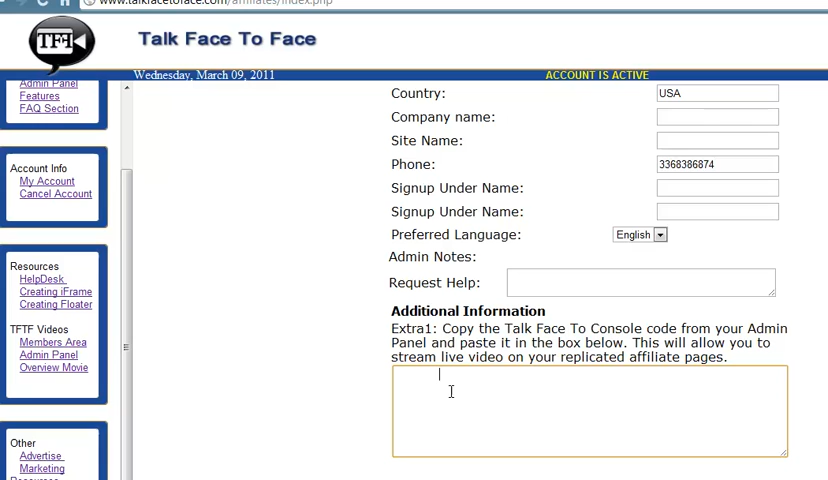 www.talkfacetoface.com/affiliates/index.php
TFTF
Talk Face To Face
Wednesday, March 09, 2011
ACCOUNT IS ACTIVE
Admin Panel
Features
FAQ Section
Account Info
My Account
Cancel Account
Resources
HelpDesk
Creating iFrame
Creating Floater
TFTF Videos
Members Area
Admin Panel
Overview Movie
Other
Advertise
Marketing
Resources
Country:
USA
Company name:
Site Name:
Phone:
3368386874
Signup Under Name:
Signup Under Name:
Preferred Language:
English
Admin Notes:
Request Help:
Additional Information
Extra1: Copy the Talk Face To Console code from your Admin
Panel and paste it in the box below. This will allow you to
stream live video on your replicated affiliate pages.